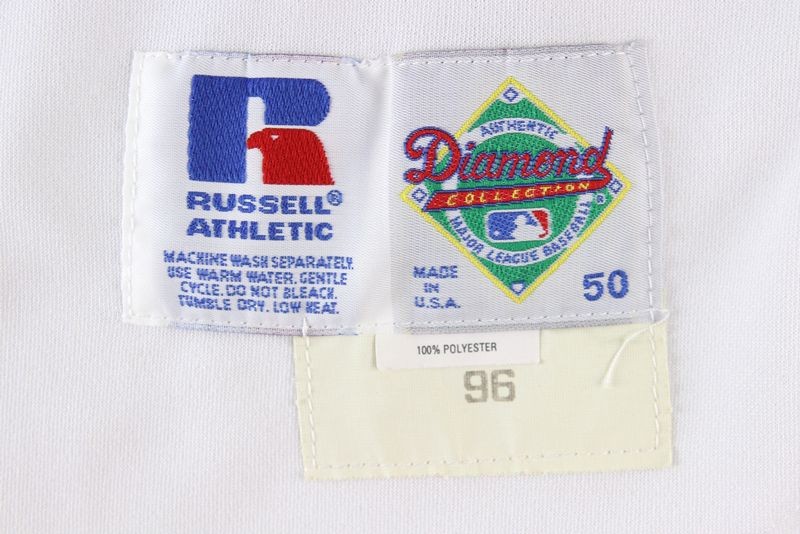 RUSSELL®
ATHLETIC
MACHINE WASH SEPARATELY.
USE WARM WATER. GENTLE
CYCLE. DO NOT BLEACH.
TUMBLE DRY. LOW HEAT.
AUTHENTIC
Diamond
COLLECTION
®
MAJOR LEAGUE BASEBALL
MADE
IN
U.S.A.
50
100% POLYESTER
96